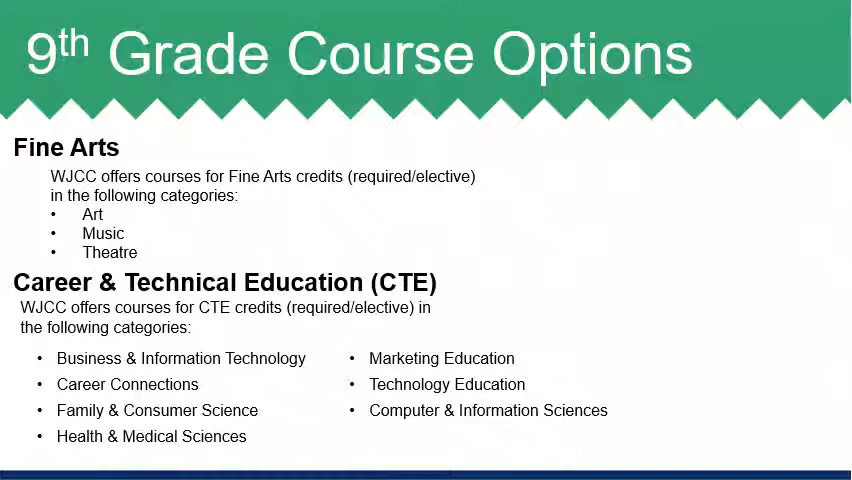 9th Grade Course Options
Fine Arts
WJCC offers courses for Fine Arts credits (required/elective)
in the following categories:
• Art
• Music
• Theatre
Career & Technical Education (CTE)
WJCC offers courses for CTE credits (required/elective) in
the following categories:
• Business & Information Technology
• Career Connections
• Family & Consumer Science
• Health & Medical Sciences
• Marketing Education
• Technology Education
• Computer & Information Sciences